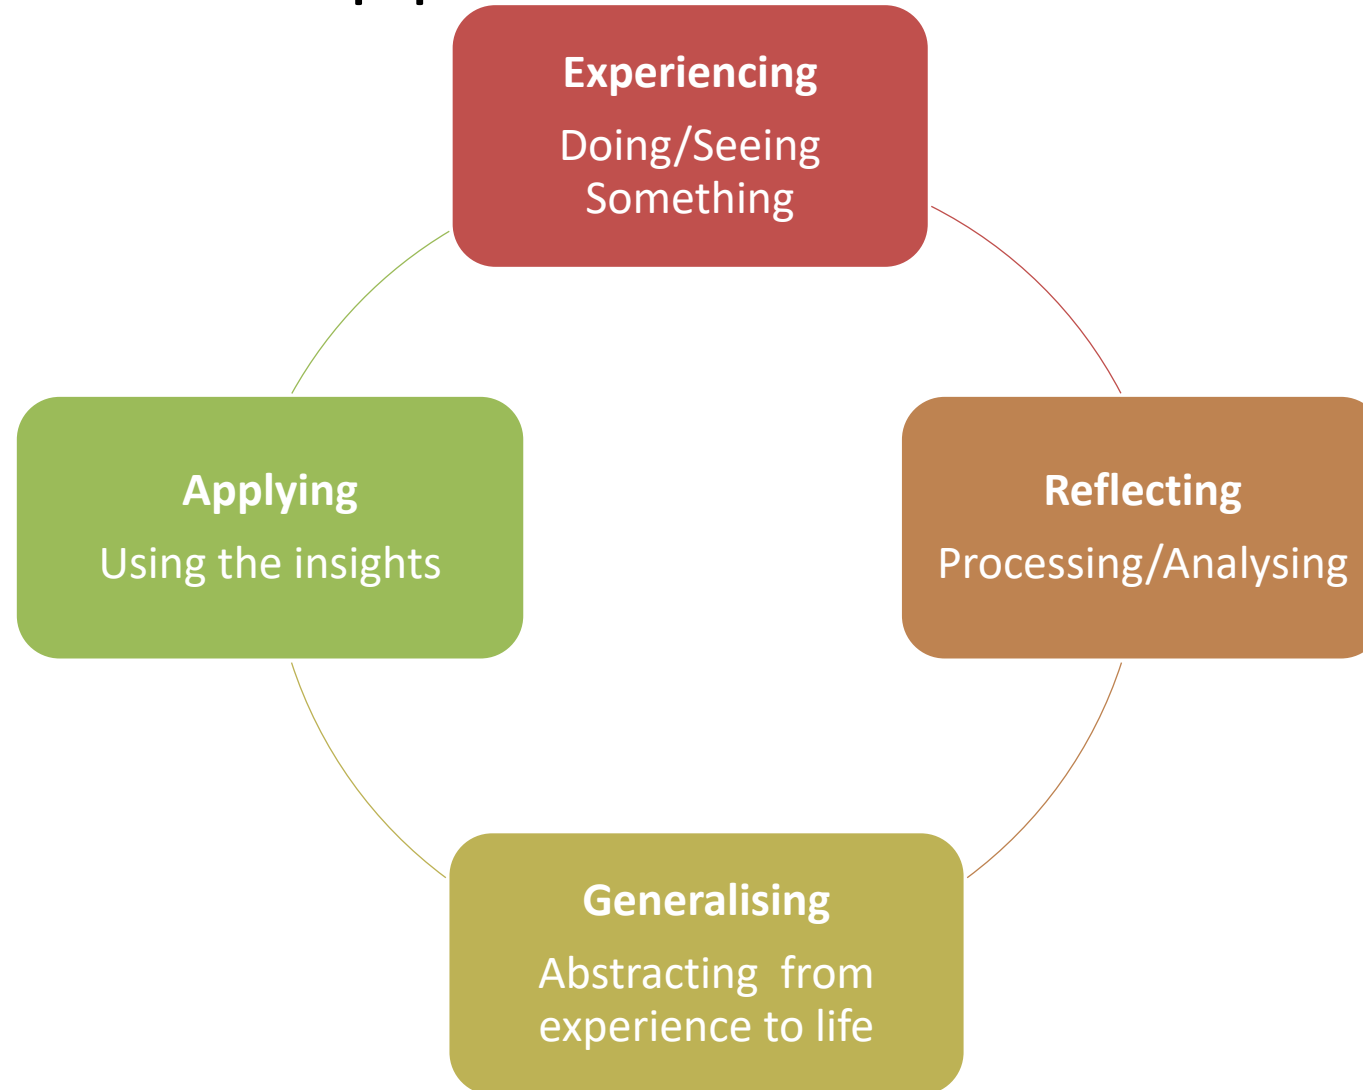 Experiencing
Doing/Seeing
Something
Applying
Using the insights
Reflecting
Processing/Analysing
Generalising
Abstracting from
experience to life